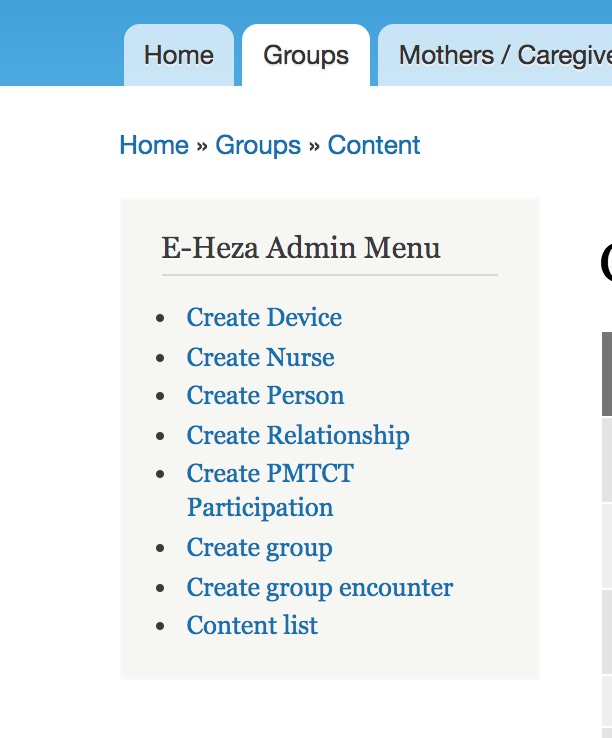 Home Groups Mothers / Caregive
Home » Groups » Content
E-Heza Admin Menu
Create Device
Create Nurse
Create Person
Create Relationship
Create PMTCT
Participation
Create group
Create group encounter
Content list